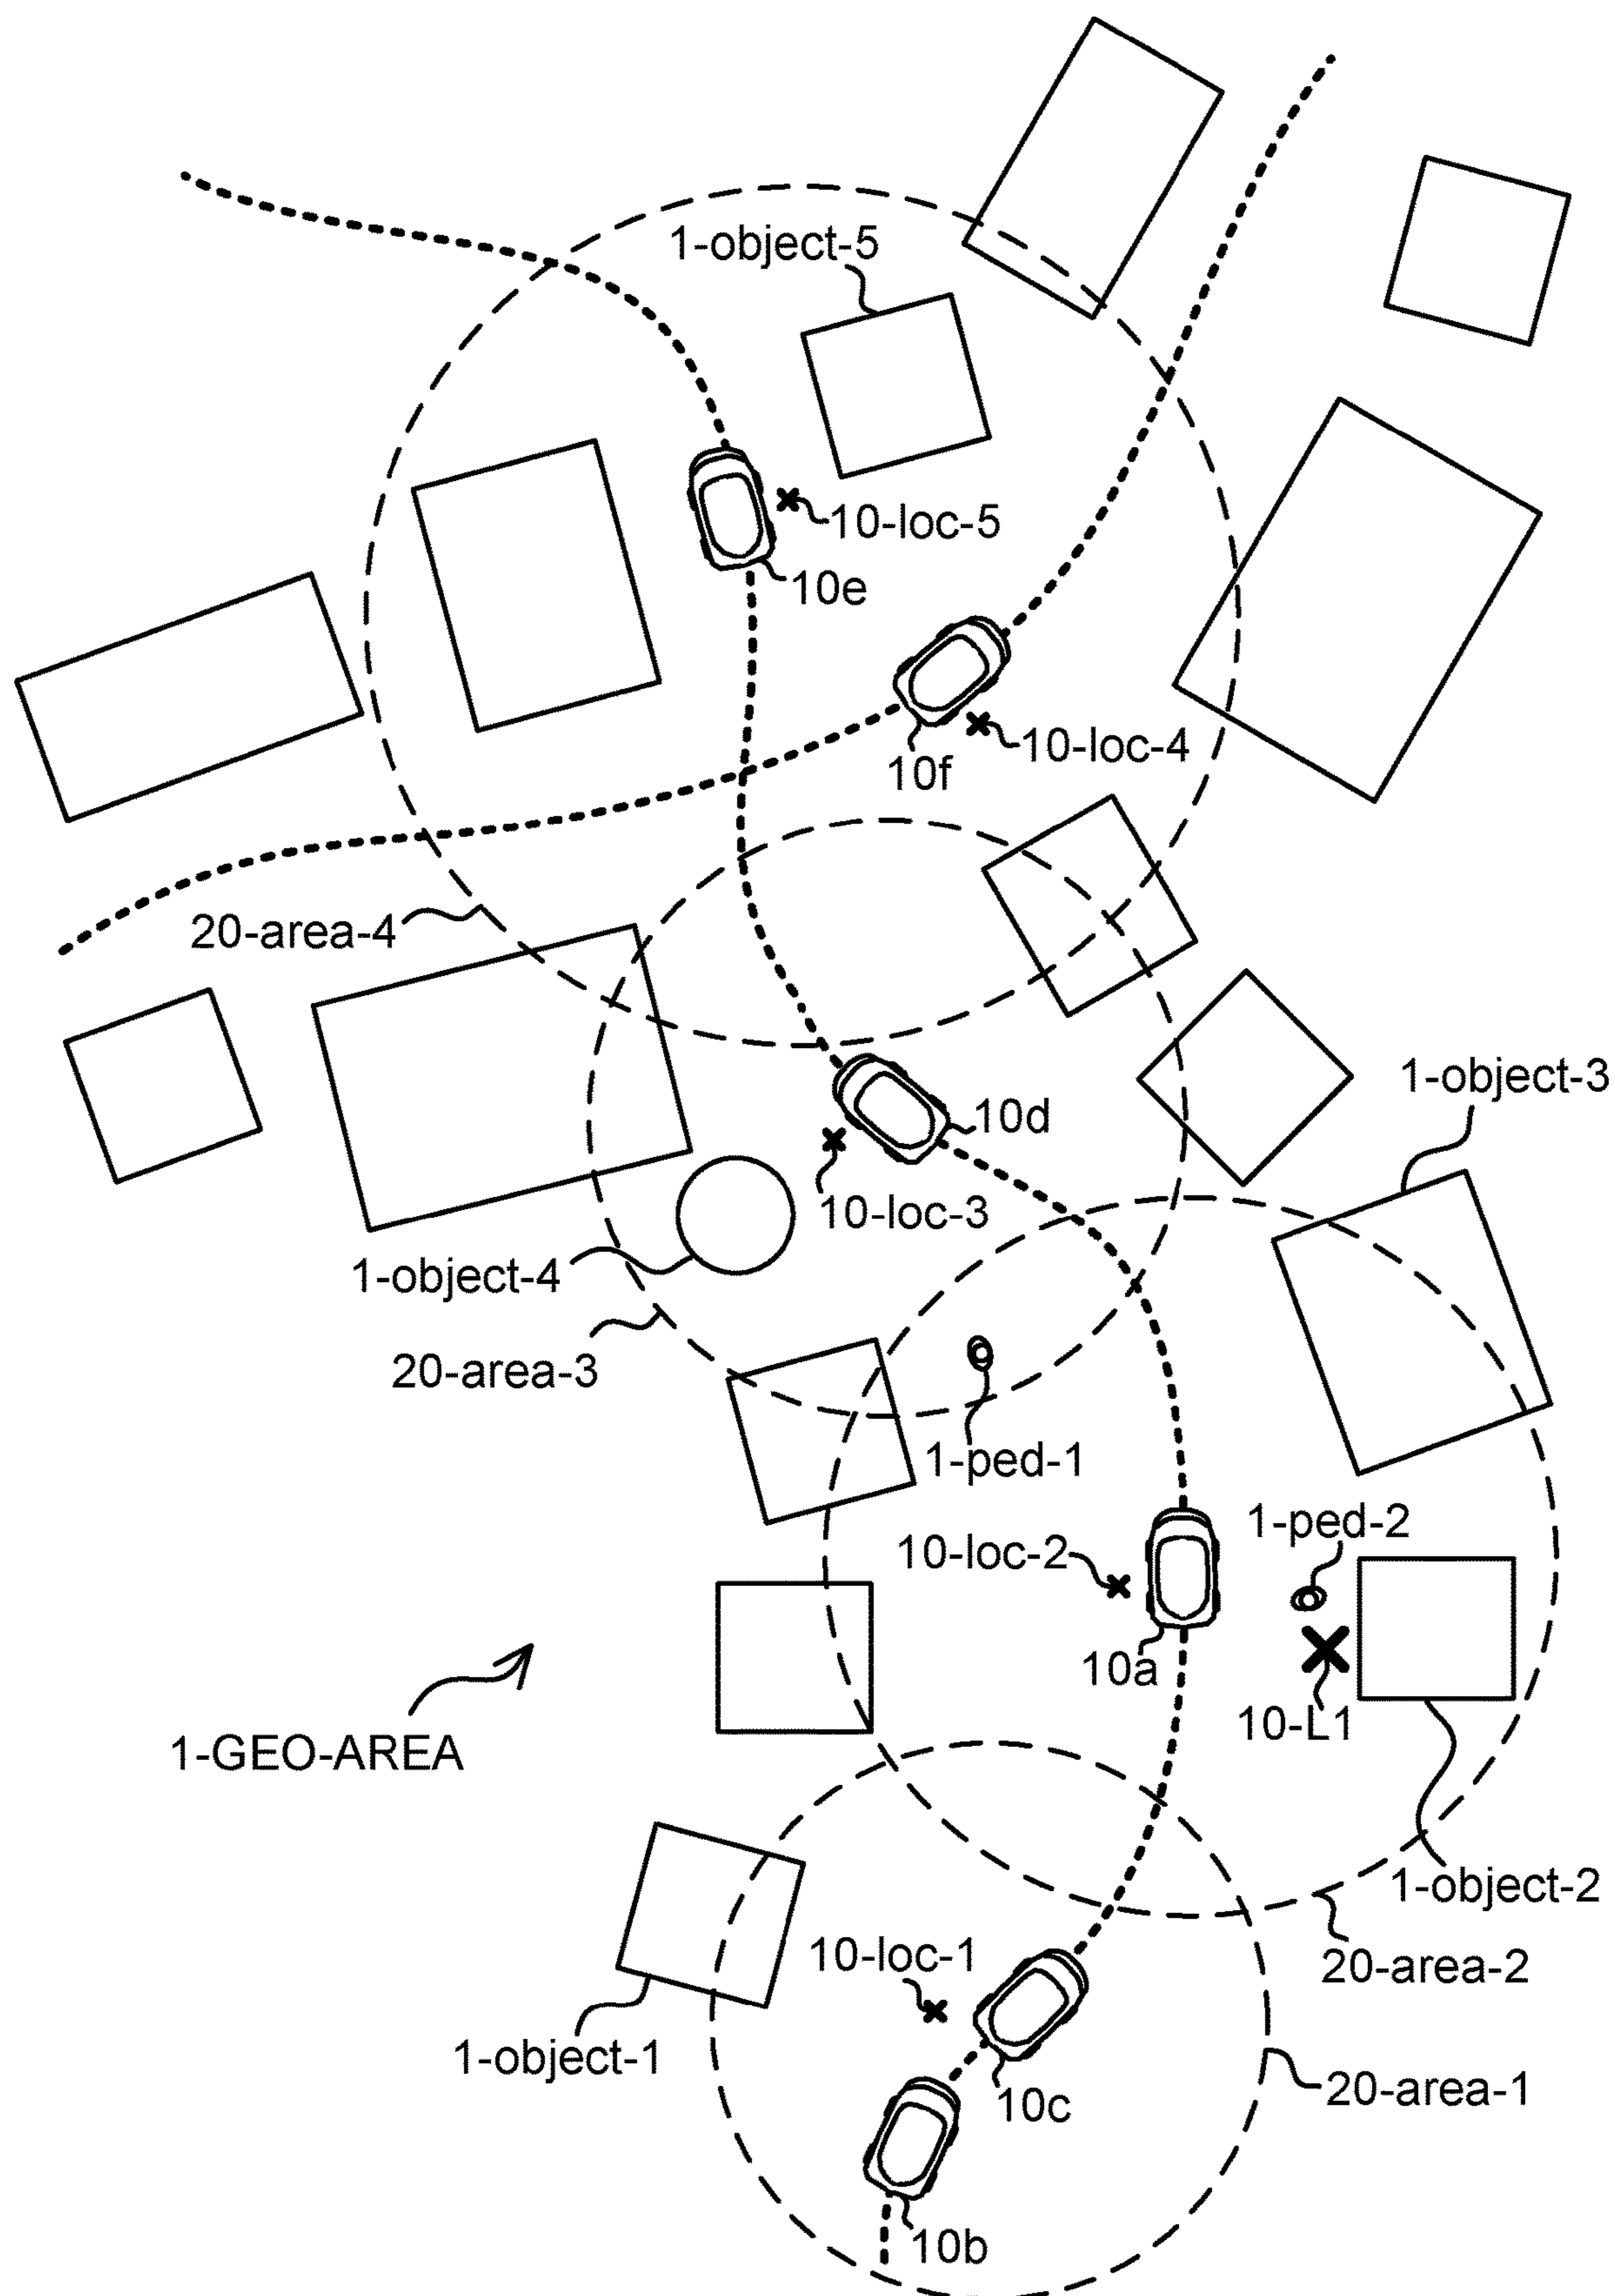 1-object-5
10-loc-5
10e
10-loc-4
10f
20-area-4
1-object-3
10d
10-loc-3
1-object-4
20-area-3
1-ped-1
1-ped-2
10-loc-2
10a
10-L1
1-GEO-AREA
1-object-2
10-loc-1
20-area-2
1-object-1
20-area-1
10c
10b